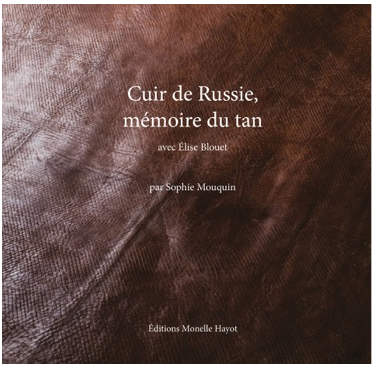 Cuir de Russie,
mémoire du tan
avec Élise Blouet
par Sophie Mouquin
Éditions Monelle Hayot